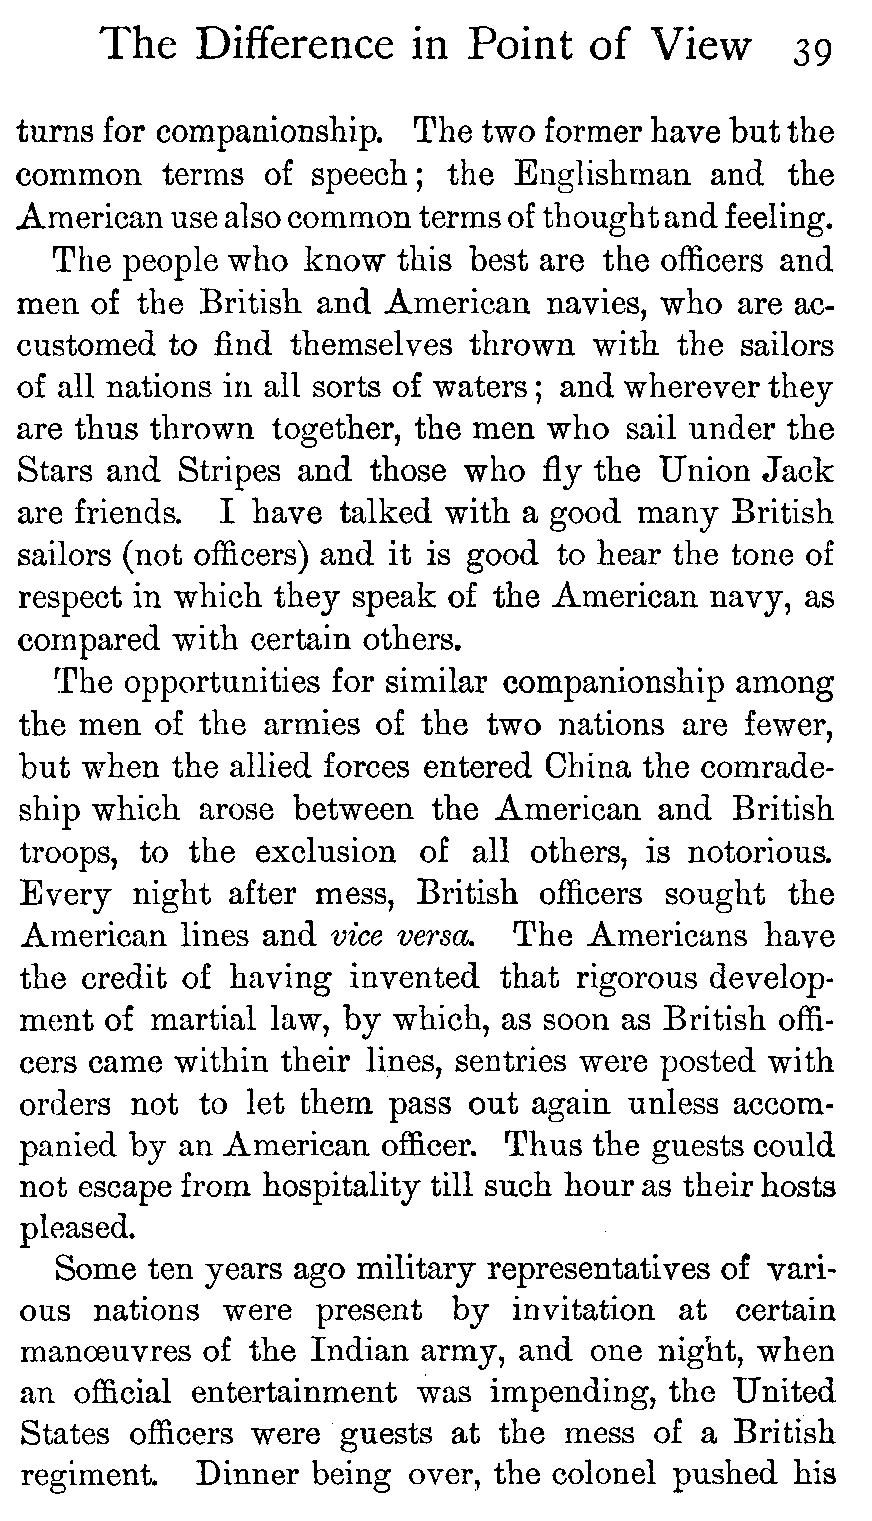 The Difference in Point of View 39
turns for companionship. The two former have but the
common terms of speech; the Englishman and the
American use also common terms of thought and feeling.
The people who know this best are the officers and
men of the British and American navies, who are ac-
customed to find themselves thrown with the sailors
of all nations in all sorts of waters; and wherever they
are thus thrown together, the men who sail under the
Stars and Stripes and those who fly the Union Jack
are friends. I have talked with a good many British
sailors (not officers) and it is good to hear the tone of
respect in which they speak of the American navy, as
compared with certain others.
The opportunities for similar companionship among
the men of the armies of the two nations are fewer,
but when the allied forces entered China the comrade-
ship which arose between the American and British
troops, to the exclusion of all others, is notorious.
Every night after mess, British officers sought the
American lines and vice versa. The Americans have
the credit of having invented that rigorous develop-
ment of martial law, by which, as soon as British offi-
cers came within their lines, sentries were posted with
orders not to let them pass out again unless accom-
panied by an American officer. Thus the guests could
not escape from hospitality till such hour as their hosts
pleased.
Some ten years ago military representatives of vari-
ous nations were present by invitation at certain
manœuvres of the Indian army, and one night, when
an official entertainment was impending, the United
States officers were guests at the mess of a British
regiment. Dinner being over, the colonel pushed his